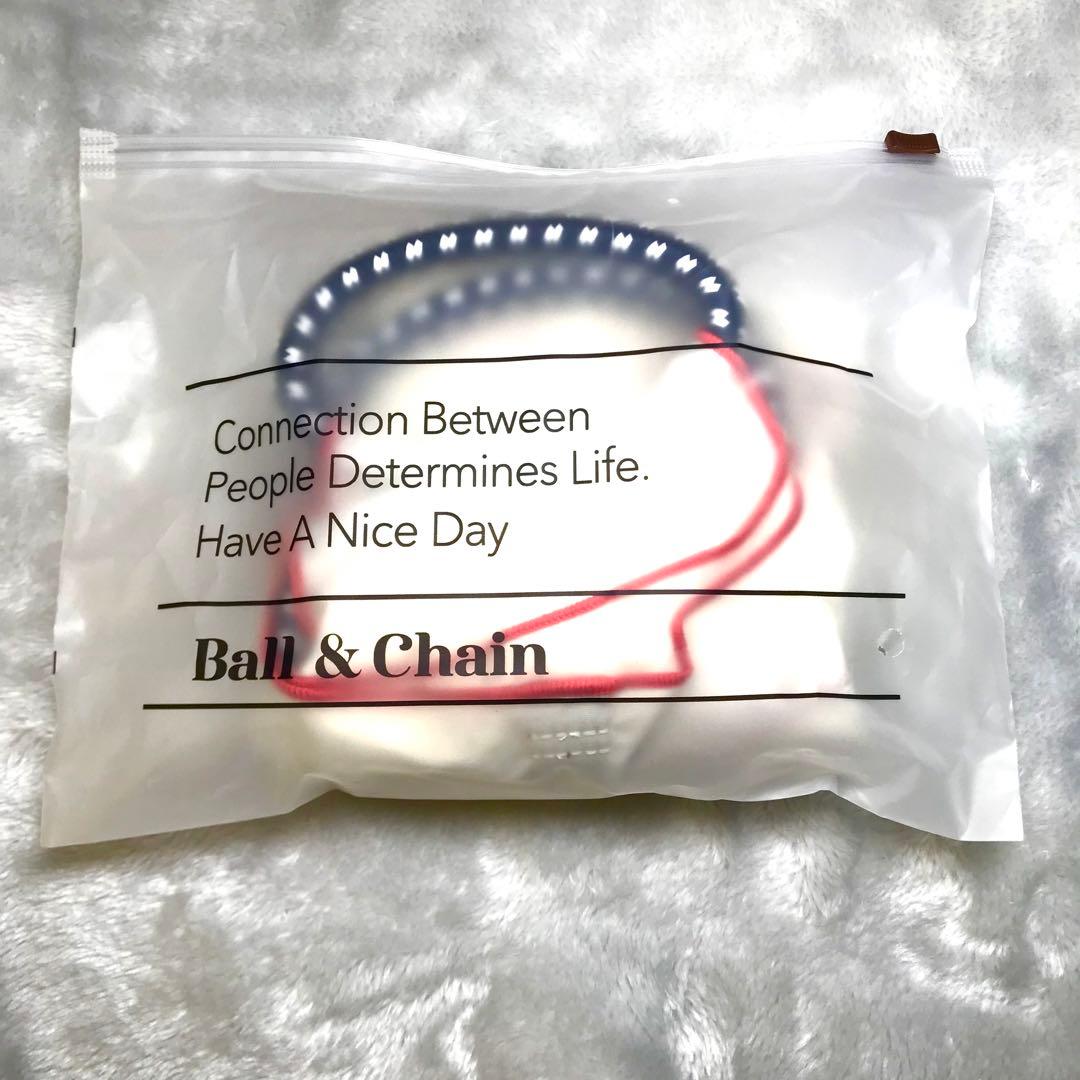 Connection Between
People Determines Life.
Have A Nice Day
Ball & Chain